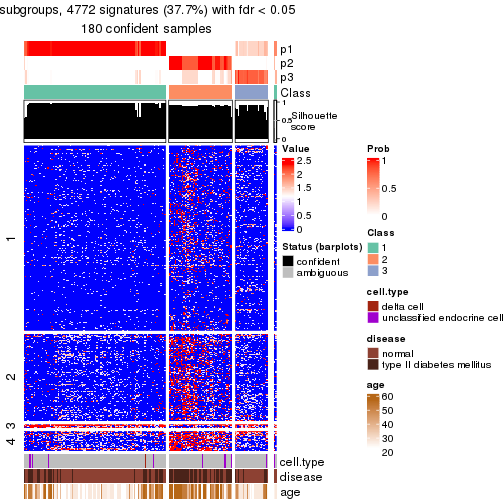 subgroups, 4772 signatures (37.7%) with fdr < 0.05
180 confident samples
p1
p2
p3
Class
1
0.5
0
Silhouette
score
1
2
3
4
cell.type
disease
age
Value
2.5
2
1.5
1
0.5
0
Status (barplots)
confident
ambiguous
Prob
1
0.5
0
Class
1
2
3
cell.type
delta cell
unclassified endocrine cell
disease
normal
type II diabetes mellitus
age
60
50
40
30
20